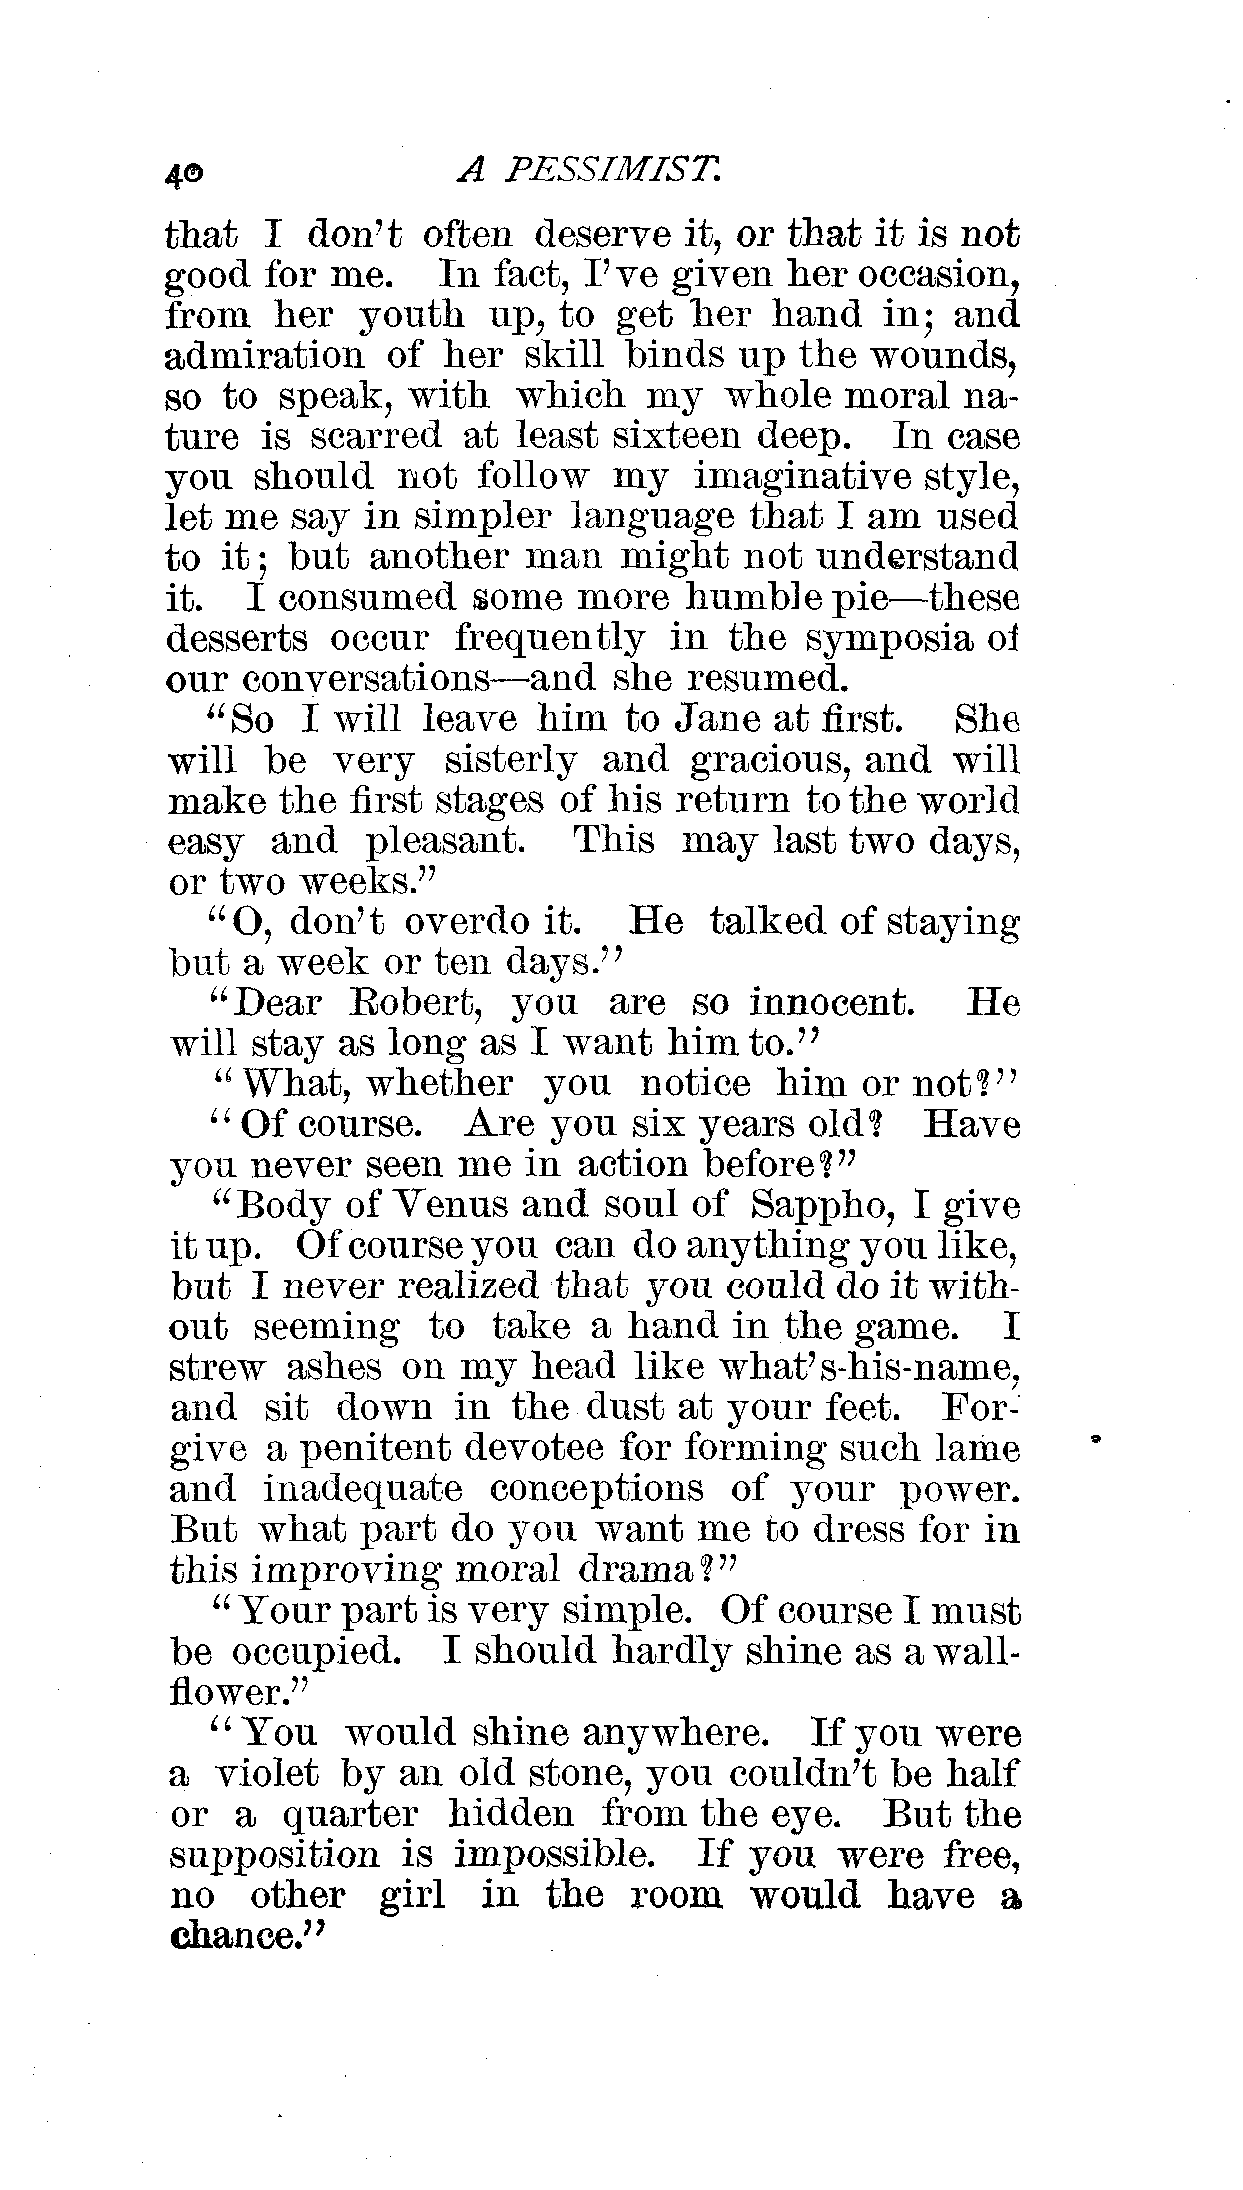 40 A PESSIMIST.
that I don't often deserve it, or that it is not
good for me. In fact, I've given her occasion,
from her youth up, to get her hand in; and
admiration of her skill binds up the wounds,
so to speak, with which my whole moral na-
ture is scarred at least sixteen deep. In case
you should not follow my imaginative style,
let me say in simpler language that I am used
to it; but another man might not understand
it. I consumed some more humble pie—these
desserts occur frequently in the symposia of
our conversations—and she resumed.
"So I will leave him to Jane at first. She
will be very sisterly and gracious, and will
make the first stages of his return to the world
easy and pleasant. This may last two days,
or two weeks."
"O, don't overdo it. He talked of staying
but a week or ten days."
"Dear Robert, you are so innocent. He
will stay as long as I want him to."
"What, whether you notice him or not?"
"Of course. Are you six years old? Have
you never seen me in action before?"
"Body of Venus and soul of Sappho, I give
it up. Of course you can do anything you like,
but I never realized that you could do it with-
out seeming to take a hand in the game. I
strew ashes on my head like what's-his-name,
and sit down in the dust at your feet. For-
give a penitent devotee for forming such lame
and inadequate conceptions of your power.
But what part do you want me to dress for in
this improving moral drama?"
"Your part is very simple. Of course I must
be occupied. I should hardly shine as a wall-
flower."
"You would shine anywhere. If you were
a violet by an old stone, you couldn't be half
or a quarter hidden from the eye. But the
supposition is impossible. If you were free,
no other girl in the room would have a
chance."